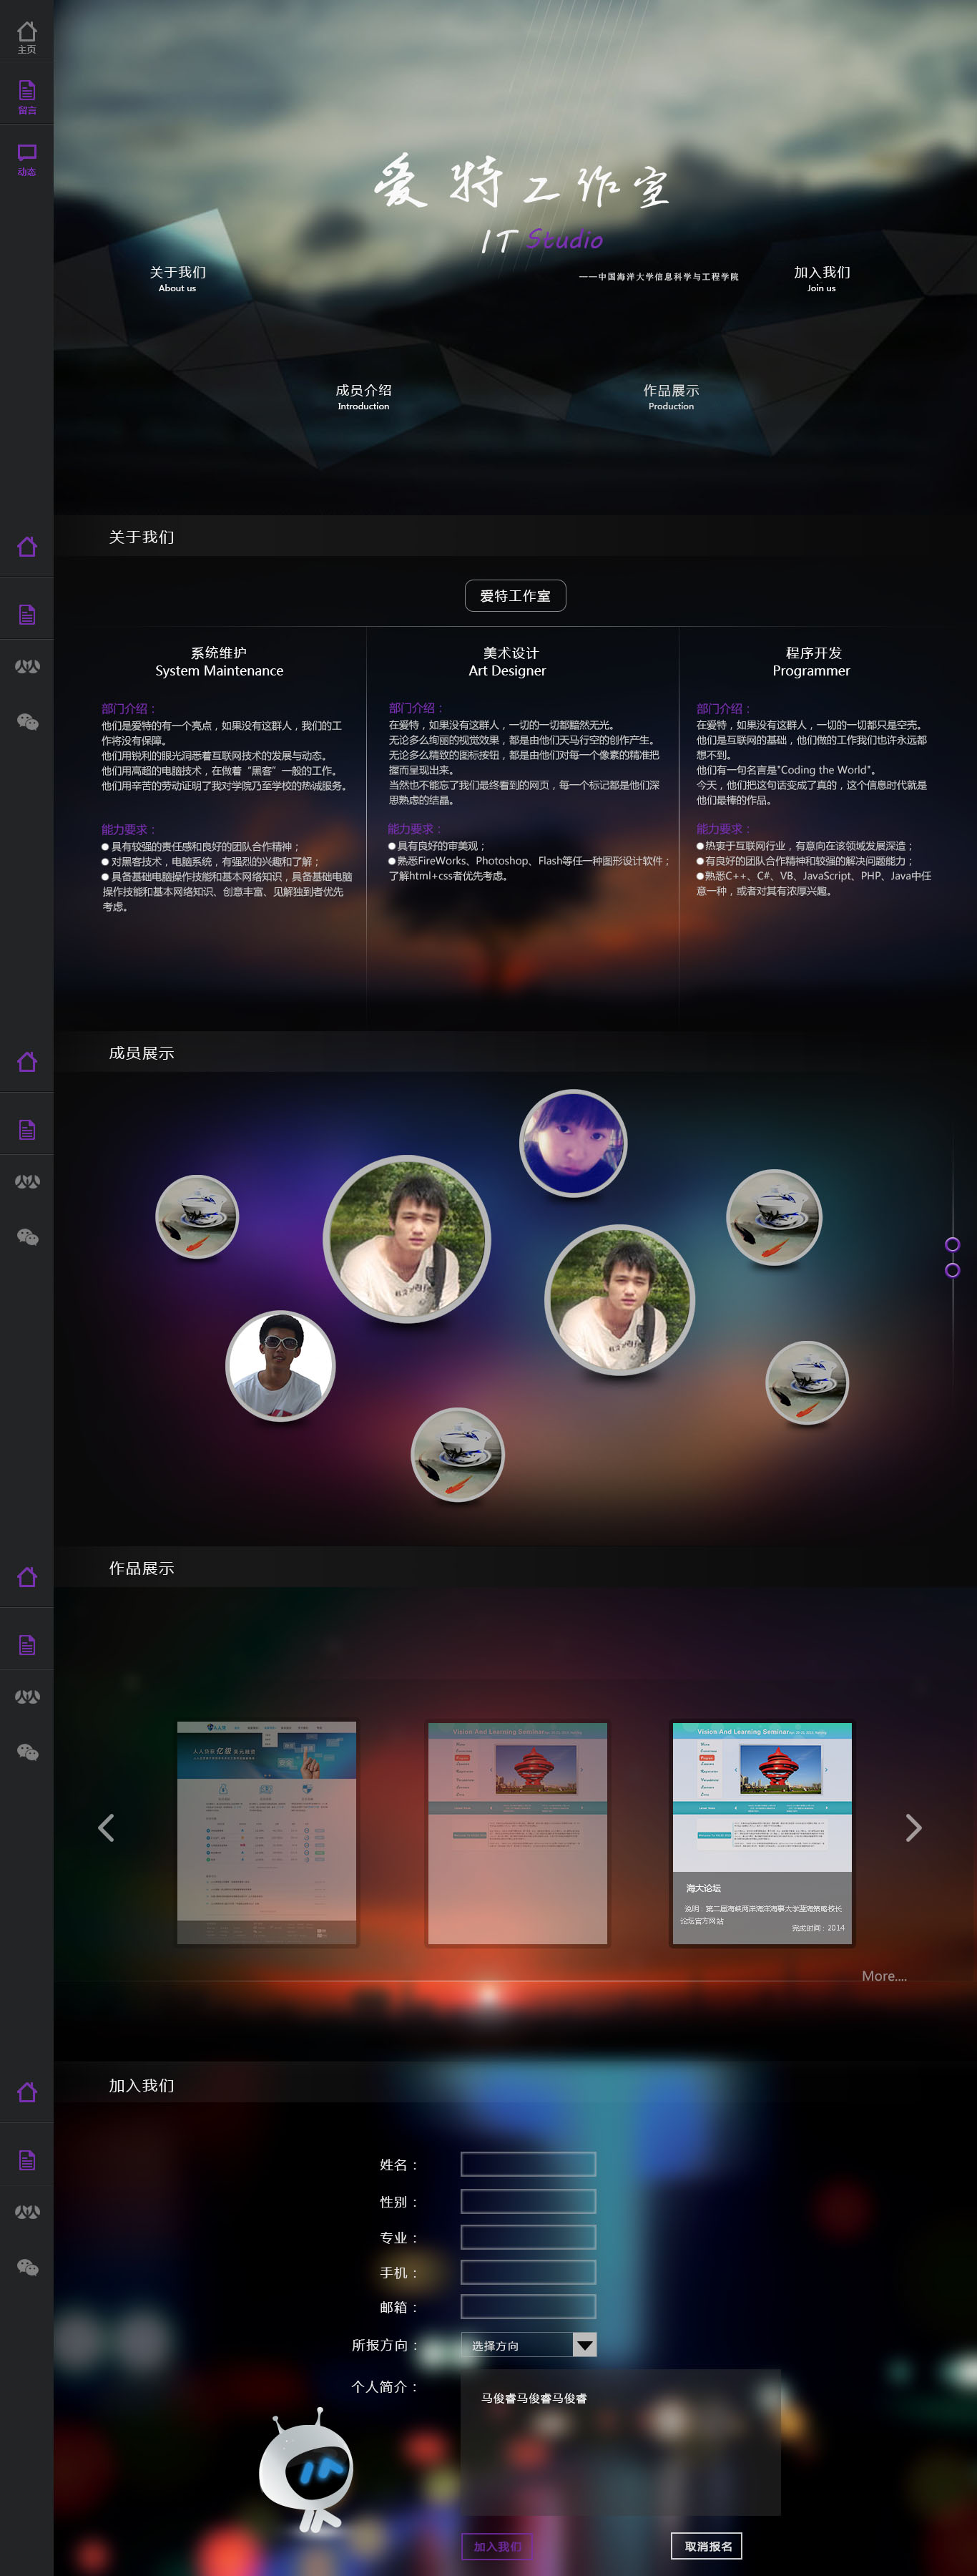 主页
留言
动态
爱特工作室
IT Studio
——中国海洋大学信息科学与工程学院
关于我们
About us
加入我们
Join us
成员介绍
Introduction
作品展示
Production
关于我们
爱特工作室
系统维护
System Maintenance
部门介绍：
他们是爱特的有一个亮点，如果没有这群人，我们的工
作将没有保障。
他们用锐利的眼光洞悉着互联网技术的发展与动态。
他们用高超的电脑技术，在做着“黑客”一般的工作。
他们用辛苦的劳动证明了我对学院乃至学校的热诚服务。
能力要求：
具有较强的责任感和良好的团队合作精神；
对黑客技术，电脑系统，有强烈的兴趣和了解；
具备基础电脑操作技能和基本网络知识，具备基础电脑
操作技能和基本网络知识、创意丰富、见解独到者优先
考虑。
美术设计
Art Designer
部门介绍：
在爱特，如果没有这群人，一切的一切都黯然无光。
无论多么绚丽的视觉效果，都是由他们天马行空的创作产生。
无论多么精致的图标按钮，都是由他们对每一个像素的精准把
握而呈现出来。
当然也不能忘了我们最终看到的网页，每一个标记都是他们深
思熟虑的结晶。
能力要求：
具有良好的审美观；
熟悉FireWorks、Photoshop、Flash等任一种图形设计软件；
了解html+css者优先考虑。
程序开发
Programmer
部门介绍：
在爱特，如果没有这群人，一切的一切都只是空壳。
他们是互联网的基础，他们做的工作我们也许永远都
想不到。
他们有一句名言是"Coding the World"。
今天，他们把这句话变成了真的，这个信息时代就是
他们最棒的作品。
能力要求：
热衷于互联网行业，有意向在该领域发展深造；
有良好的团队合作精神和较强的解决问题能力；
熟悉C++、C#、VB、JavaScript、PHP、Java中任
意一种，或者对其有浓厚兴趣。
成员展示
作品展示
Vision And Learning Seminar
Vision And Learning Seminar
海大论坛
说明：第二届海峡两岸海洋海事大学蓝海策略校长
论坛官方网站
完成时间：2014
More....
加入我们
姓名：
性别：
专业：
手机：
邮箱：
所报方向：
选择方向
个人简介：
马俊睿马俊睿马俊睿
加入我们
取消报名